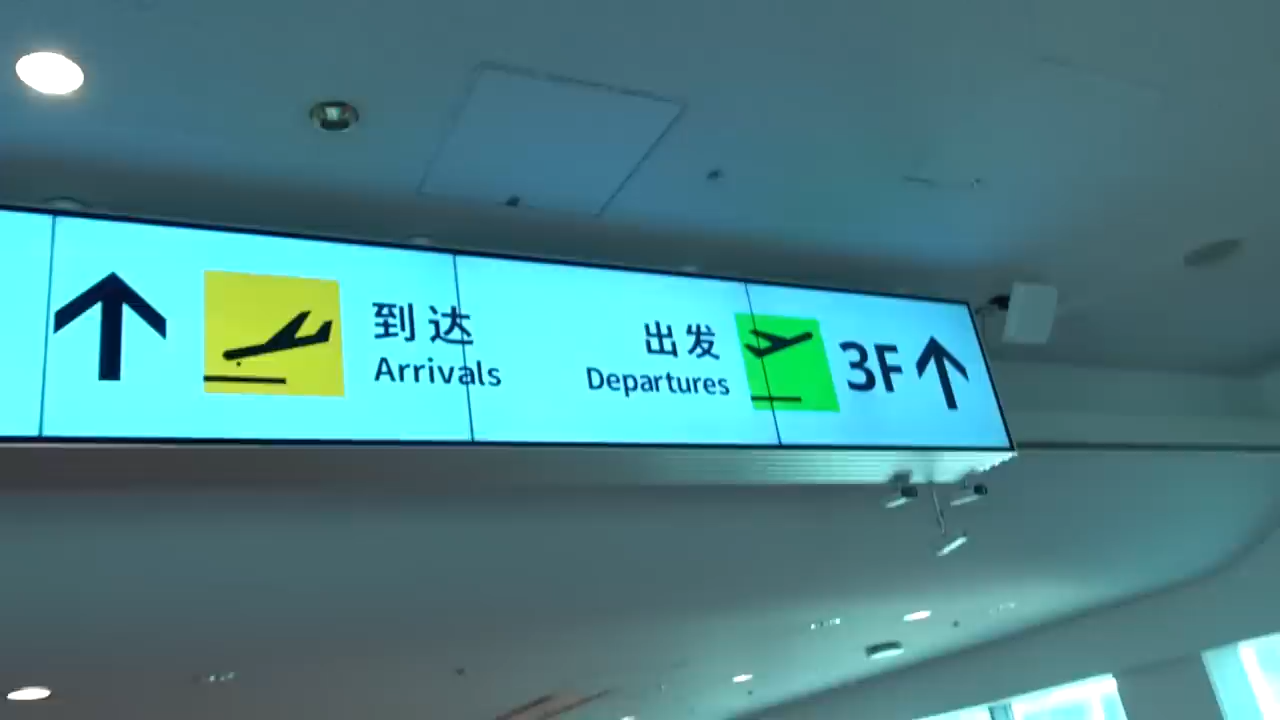 到达
Arrivals
出发
Departures
3F